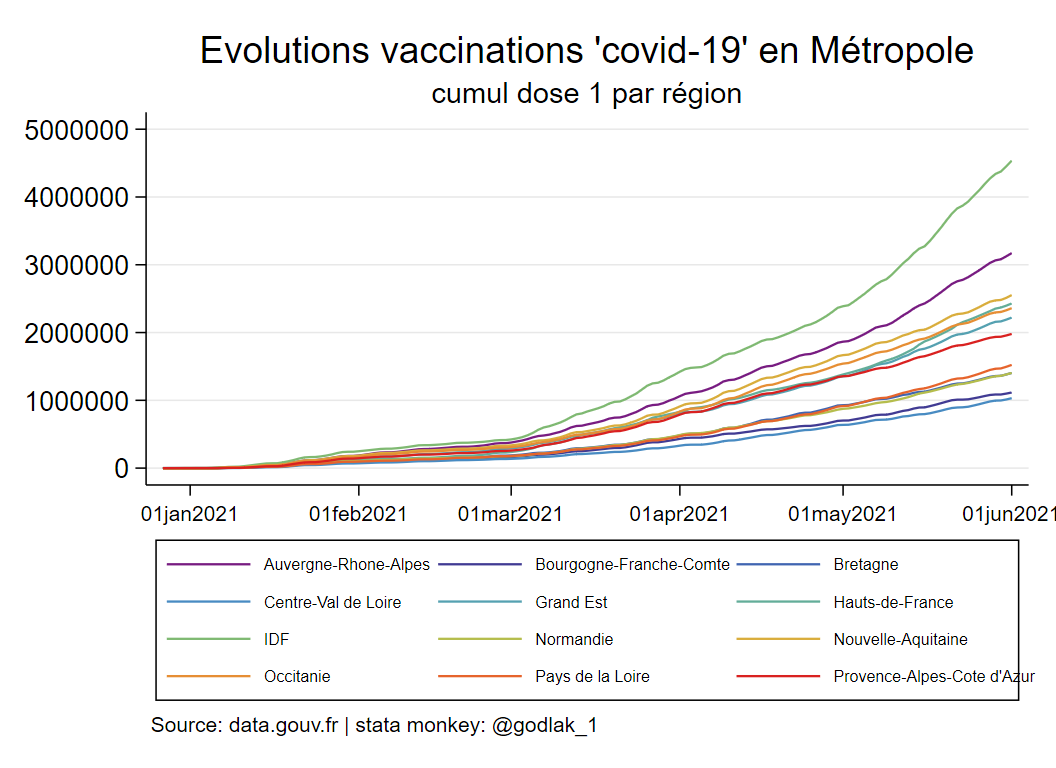 Evolutions vaccinations 'covid-19' en Métropole
cumul dose 1 par région
5000000
4000000
3000000
2000000
1000000
0
01jan2021 01feb2021 01mar2021 01apr2021 01may2021 01jun2021
Auvergne-Rhone-Alpes Bourgogne-Franche-Comte Bretagne
Centre-Val de Loire Grand Est Hauts-de-France
IDF Normandie Nouvelle-Aquitaine
Occitanie Pays de la Loire Provence-Alpes-Cote d'Azur
Source: data.gouv.fr | stata monkey: @godlak_1